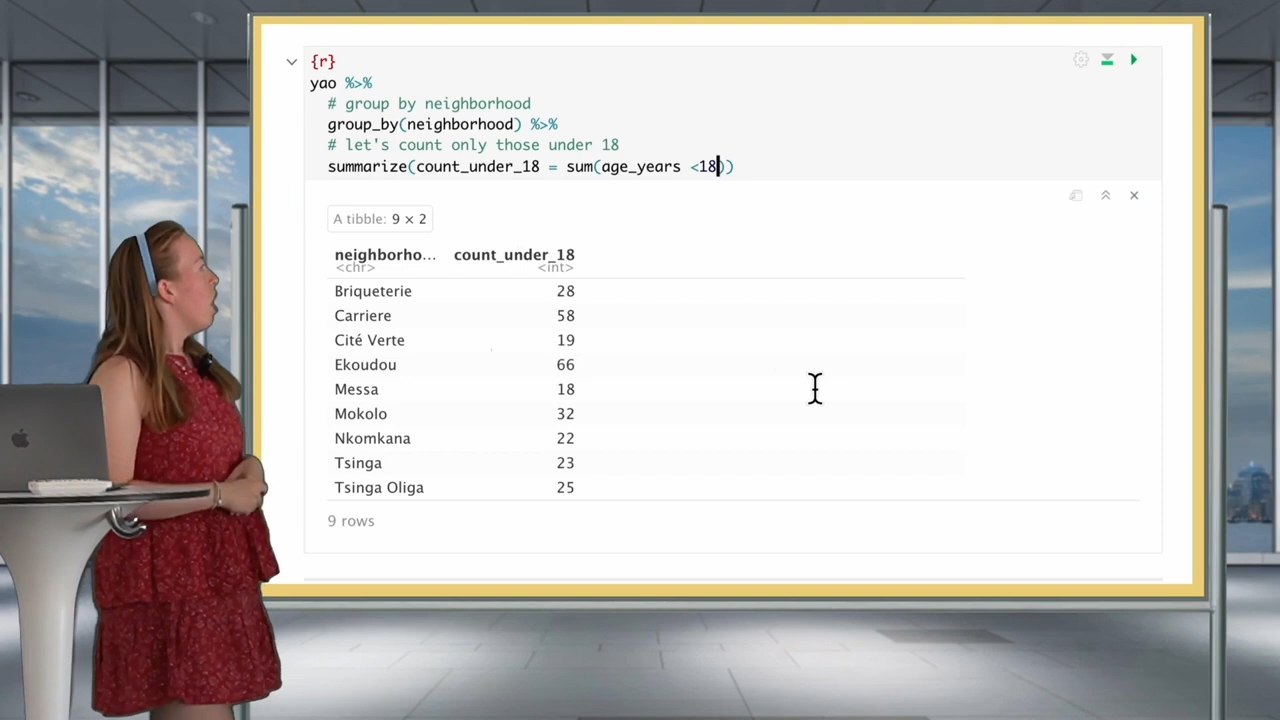 {r}
yao %>%
# group by neighborhood
group_by(neighborhood) %>%
# let's count only those under 18
summarize(count_under_18 = sum(age_years <18))
A tibble: 9 × 2
neighborho… count_under_18
<chr> <int>
Briqueterie 28
Carriere 58
Cité Verte 19
Ekoudou 66
Messa 18
Mokolo 32
Nkomkana 22
Tsinga 23
Tsinga Oliga 25
9 rows